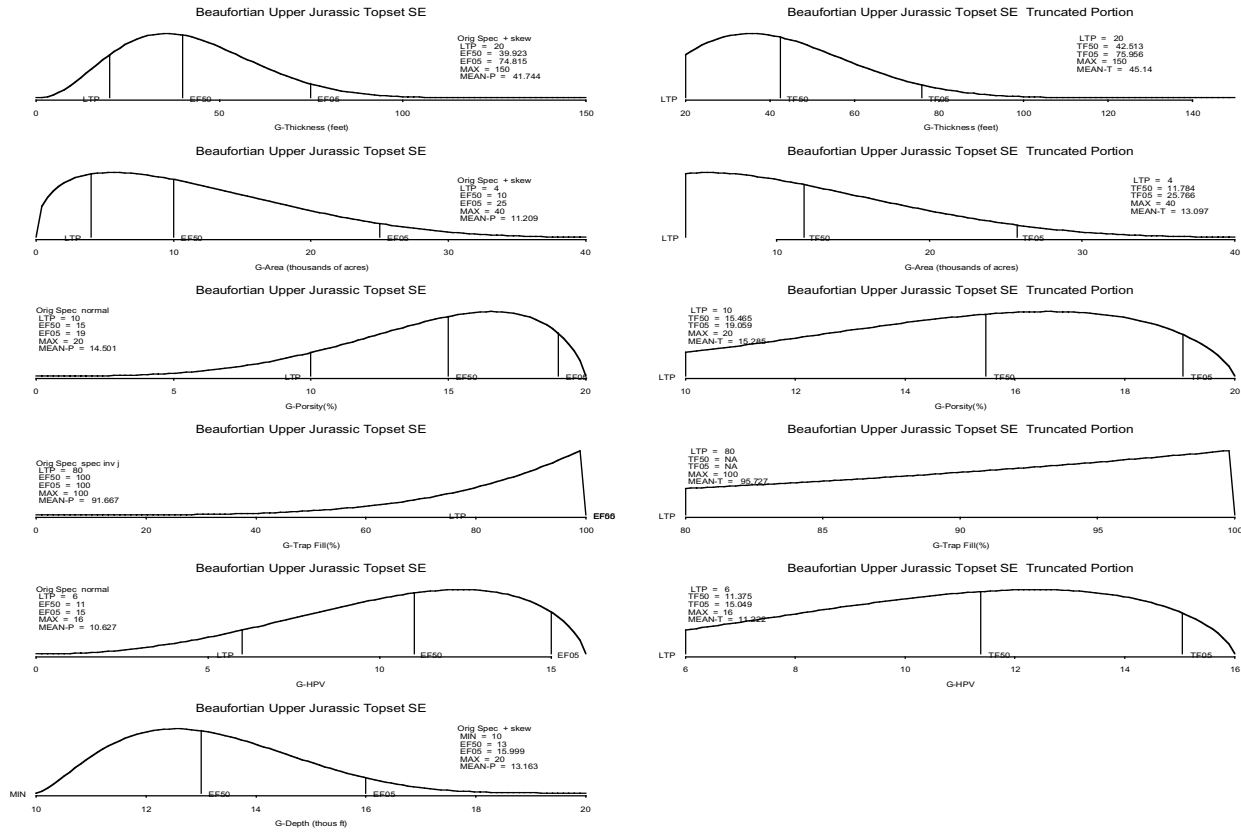 Beaufortian Upper Jurassic Topset SE
Orig Spec + skew
LTP = 20
EF50 = 39.923
EF05 = 74.815
MAX = 150
MEAN-P = 41.744
LTP EF50 EF05
0 50 100 150
G-Thickness (feet)
Beaufortian Upper Jurassic Topset SE Truncated Portion
LTP = 20
TF50 = 42.513
TF05 = 75.956
MAX = 150
MEAN-T = 45.14
LTP TF50 TF05
20 40 60 80 100 120 140
G-Thickness (feet)
Beaufortian Upper Jurassic Topset SE
Orig Spec + skew
LTP = 4
EF50 = 10
EF05 = 25
MAX = 40
MEAN-P = 11.209
LTP EF50 EF05
0 10 20 30 40
G-Area (thousands of acres)
Beaufortian Upper Jurassic Topset SE Truncated Portion
LTP = 4
TF50 = 11.784
TF05 = 25.766
MAX = 40
MEAN-T = 13.097
LTP TF50 TF05
10 20 30 40
G-Area (thousands of acres)
Beaufortian Upper Jurassic Topset SE
Orig Spec normal
LTP = 10
EF50 = 15
EF05 = 19
MAX = 20
MEAN-P = 14.501
LTP EF50 EF05
0 5 10 15 20
G-Porsity(%)
Beaufortian Upper Jurassic Topset SE Truncated Portion
LTP = 10
TF50 = 15.465
TF05 = 19.059
MAX = 20
MEAN-T = 15.285
LTP TF50 TF05
10 12 14 16 18 20
G-Porsity(%)
Beaufortian Upper Jurassic Topset SE
Orig Spec spec inv j
LTP = 80
EF50 = 100
EF05 = 100
MAX = 100
MEAN-P = 91.667
LTP
0 20 40 60 80 100
G-Trap Fill(%)
Beaufortian Upper Jurassic Topset SE Truncated Portion
LTP = 80
TF50 = NA
TF05 = NA
MAX = 100
MEAN-T = 95.727
LTP
80 85 90 95 100
G-Trap Fill(%)
Beaufortian Upper Jurassic Topset SE
Orig Spec normal
LTP = 6
EF50 = 11
EF05 = 15
MAX = 16
MEAN-P = 10.627
LTP EF50 EF05
0 5 10 15
G-HPV
Beaufortian Upper Jurassic Topset SE Truncated Portion
LTP = 6
TF50 = 11.375
TF05 = 15.049
MAX = 16
MEAN-T = 11.222
LTP TF50 TF05
6 8 10 12 14 16
G-HPV
Beaufortian Upper Jurassic Topset SE
Orig Spec + skew
MIN = 10
EF50 = 13
EF05 = 15.999
MAX = 20
MEAN-P = 13.163
MIN EF50 EF05
10 12 14 16 18 20
G-Depth (thous ft)